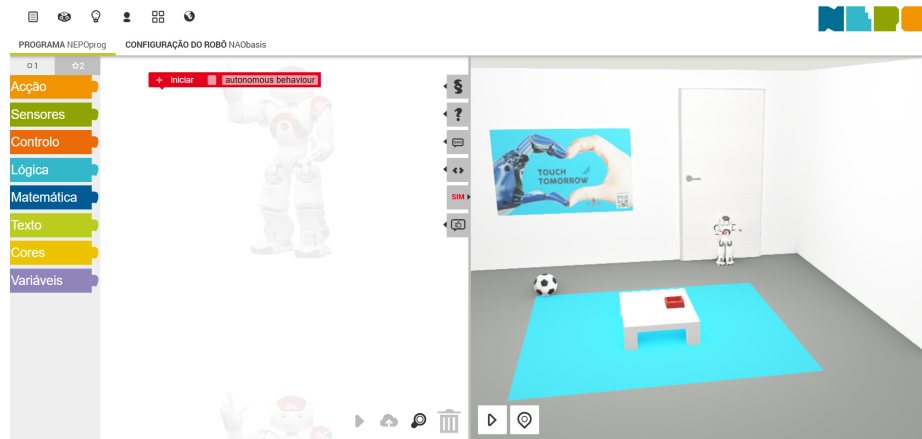 PROGRAMA NEPOprog
CONFIGURAÇÃO DO ROBÔ NAObasis
1
2
iniciar autonomous behaviour
Acção
Sensores
Controlo
Lógica
Matemática
Texto
Cores
Variáveis
SIM
TOUCH
TOMORROW